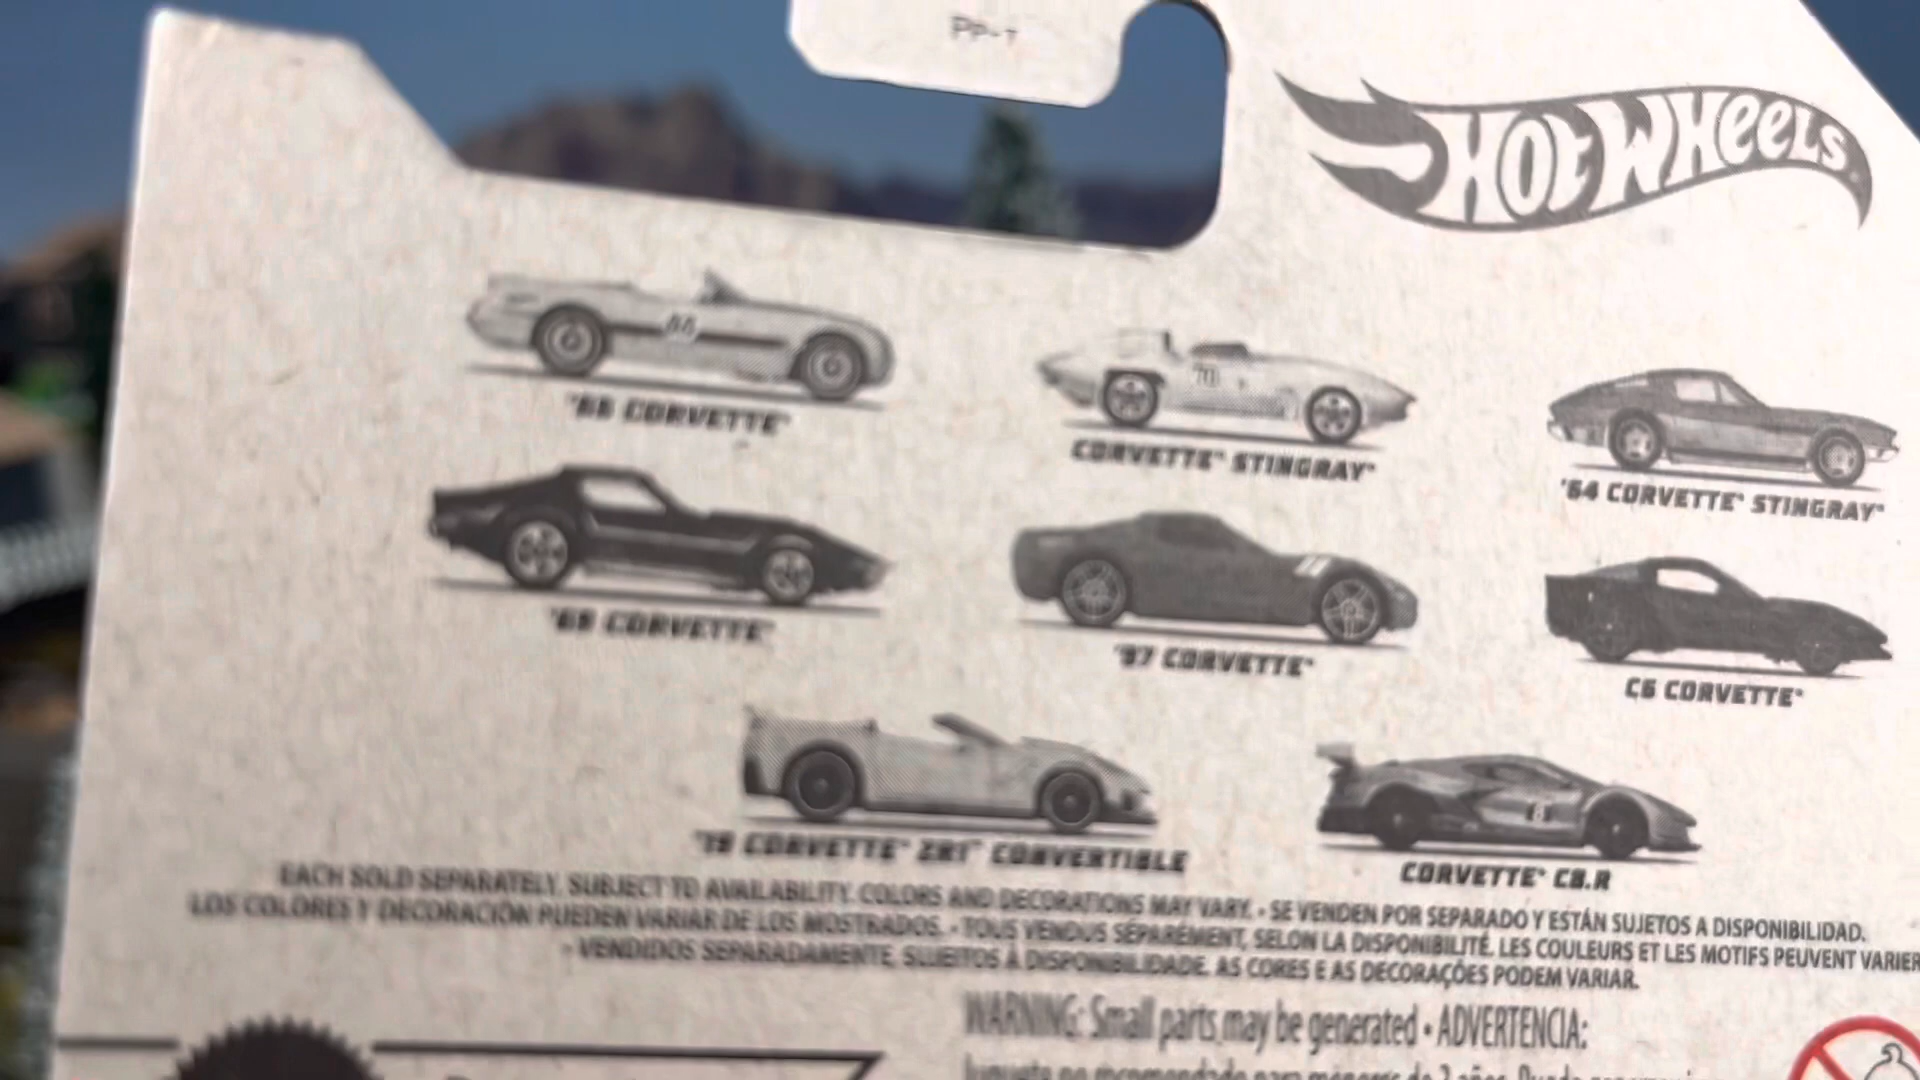 PP-1
HOT WHEELS
'55 CORVETTE®
CORVETTE® STINGRAY®
'64 CORVETTE® STINGRAY®
'69 CORVETTE®
'97 CORVETTE®
C6 CORVETTE®
'19 CORVETTE® ZR1™ CONVERTIBLE
CORVETTE® C8.R
EACH SOLD SEPARATELY. SUBJECT TO AVAILABILITY. COLORS AND DECORATIONS MAY VARY. • SE VENDEN POR SEPARADO Y ESTÁN SUJETOS A DISPONIBILIDAD.
LOS COLORES Y DECORACIÓN PUEDEN VARIAR DE LOS MOSTRADOS. • TOUS VENDUS SÉPARÉMENT, SELON LA DISPONIBILITÉ. LES COULEURS ET LES MOTIFS PEUVENT VARIER
• VENDIDOS SEPARADAMENTE, SUJEITOS À DISPONIBILIDADE. AS CORES E AS DECORAÇÕES PODEM VARIAR.
WARNING: Small parts may be generated • ADVERTENCIA: